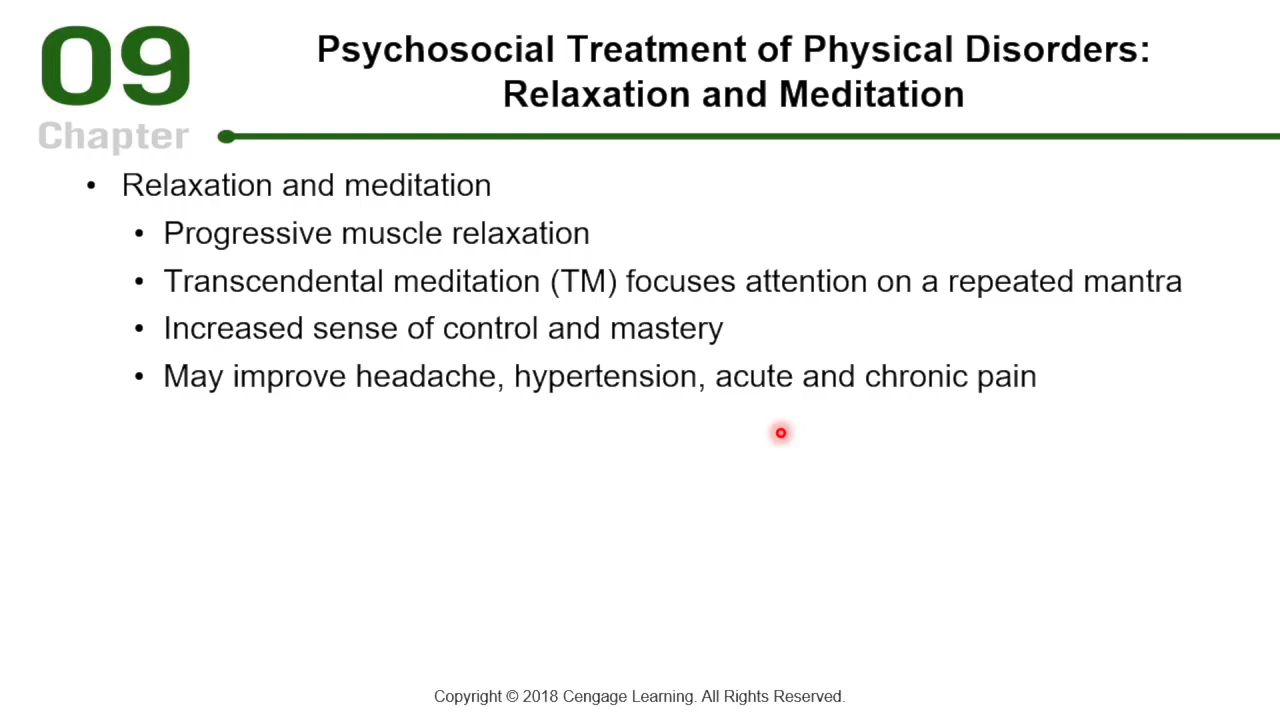 09
Chapter
Psychosocial Treatment of Physical Disorders:
Relaxation and Meditation
• Relaxation and meditation
• Progressive muscle relaxation
• Transcendental meditation (TM) focuses attention on a repeated mantra
• Increased sense of control and mastery
• May improve headache, hypertension, acute and chronic pain
Copyright © 2018 Cengage Learning. All Rights Reserved.